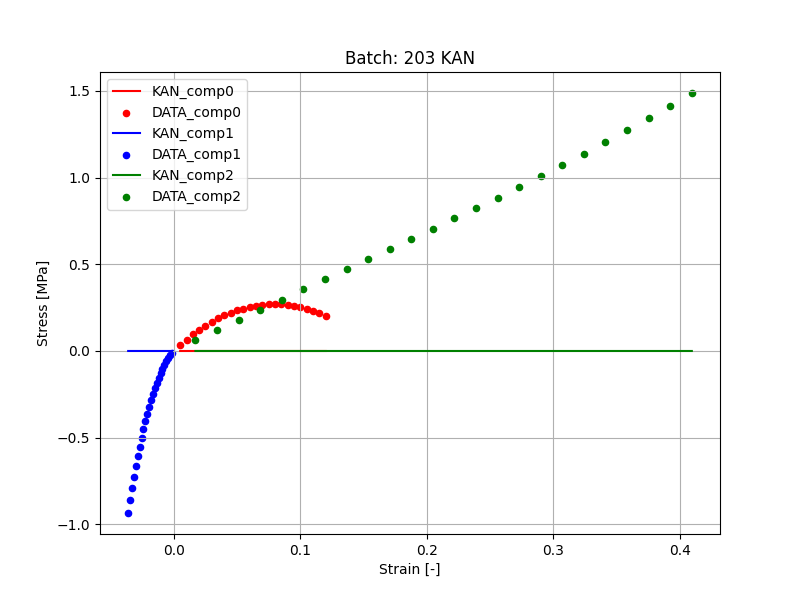 Batch: 203 KAN
KAN_comp0
DATA_comp0
KAN_comp1
DATA_comp1
KAN_comp2
DATA_comp2
1.5
1.0
0.5
0.0
−0.5
−1.0
Stress [MPa]
0.0 0.1 0.2 0.3 0.4
Strain [-]